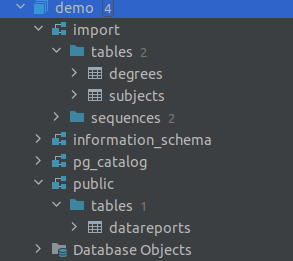 demo 4
import
tables 2
degrees
subjects
sequences 2
information_schema
pg_catalog
public
tables 1
datareports
Database Objects